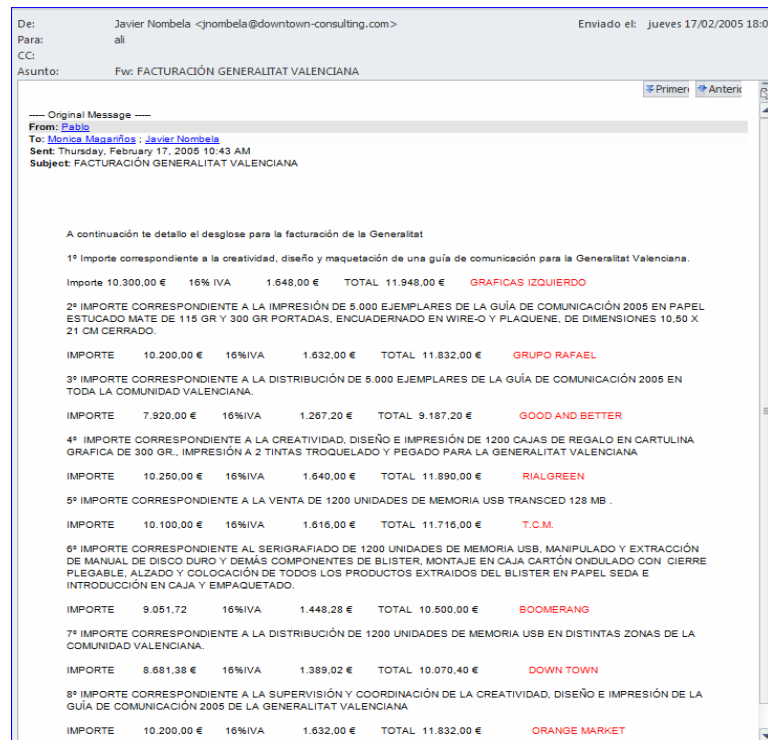 De: Javier Nombela <jnombela@downtown-consulting.com> Enviado el: jueves 17/02/2005 18:0
Para: ali
CC:
Asunto: Fw: FACTURACIÓN GENERALITAT VALENCIANA
Primer Anteric
----- Original Message -----
From: Pablo
To: Monica Magariños ; Javier Nombela
Sent: Thursday, February 17, 2005 10:43 AM
Subject: FACTURACIÓN GENERALITAT VALENCIANA
A continuación te detallo el desglose para la facturación de la Generalitat
1º Importe correspondiente a la creatividad, diseño y maquetación de una guía de comunicación para la Generalitat Valenciana.
Importe 10.300,00 € 16% IVA 1.648,00 € TOTAL 11.948,00 € GRAFICAS IZQUIERDO
2º IMPORTE CORRESPONDIENTE A LA IMPRESIÓN DE 5.000 EJEMPLARES DE LA GUÍA DE COMUNICACIÓN 2005 EN PAPEL
ESTUCADO MATE DE 115 GR Y 300 GR PORTADAS, ENCUADERNADO EN WIRE-O Y PLAQUENE, DE DIMENSIONES 10,50 X
21 CM CERRADO.
IMPORTE 10.200,00 € 16%IVA 1.632,00 € TOTAL 11.832,00 € GRUPO RAFAEL
3º IMPORTE CORRESPONDIENTE A LA DISTRIBUCIÓN DE 5.000 EJEMPLARES DE LA GUÍA DE COMUNICACIÓN 2005 EN
TODA LA COMUNIDAD VALENCIANA.
IMPORTE 7.920,00 € 16%IVA 1.267,20 € TOTAL 9.187,20 € GOOD AND BETTER
4º IMPORTE CORRESPONDIENTE A LA CREATIVIDAD, DISEÑO E IMPRESIÓN DE 1200 CAJAS DE REGALO EN CARTULINA
GRAFICA DE 300 GR., IMPRESIÓN A 2 TINTAS TROQUELADO Y PEGADO PARA LA GENERALITAT VALENCIANA
IMPORTE 10.250,00 € 16%IVA 1.640,00 € TOTAL 11.890,00 € RIALGREEN
5º IMPORTE CORRESPONDIENTE A LA VENTA DE 1200 UNIDADES DE MEMORIA USB TRANSCED 128 MB .
IMPORTE 10.100,00 € 16%IVA 1.616,00 € TOTAL 11.716,00 € T.C.M.
6º IMPORTE CORRESPONDIENTE AL SERIGRAFIADO DE 1200 UNIDADES DE MEMORIA USB, MANIPULADO Y EXTRACCIÓN
DE MANUAL DE DISCO DURO Y DEMÁS COMPONENTES DE BLISTER, MONTAJE EN CAJA CARTÓN ONDULADO CON CIERRE
PLEGABLE, ALZADO Y COLOCACIÓN DE TODOS LOS PRODUCTOS EXTRAIDOS DEL BLISTER EN PAPEL SEDA E
INTRODUCCIÓN EN CAJA Y EMPAQUETADO.
IMPORTE 9.051,72 16%IVA 1.448,28 € TOTAL 10.500,00 € BOOMERANG
7º IMPORTE CORRESPONDIENTE A LA DISTRIBUCIÓN DE 1200 UNIDADES DE MEMORIA USB EN DISTINTAS ZONAS DE LA
COMUNIDAD VALENCIANA.
IMPORTE 8.681,38 € 16%IVA 1.389,02 € TOTAL 10.070,40 € DOWN TOWN
8º IMPORTE CORRESPONDIENTE A LA SUPERVISIÓN Y COORDINACIÓN DE LA CREATIVIDAD, DISEÑO E IMPRESIÓN DE LA
GUÍA DE COMUNICACIÓN 2005 DE LA GENERALITAT VALENCIANA
IMPORTE 10.200,00 € 16%IVA 1.632,00 € TOTAL 11.832,00 € ORANGE MARKET